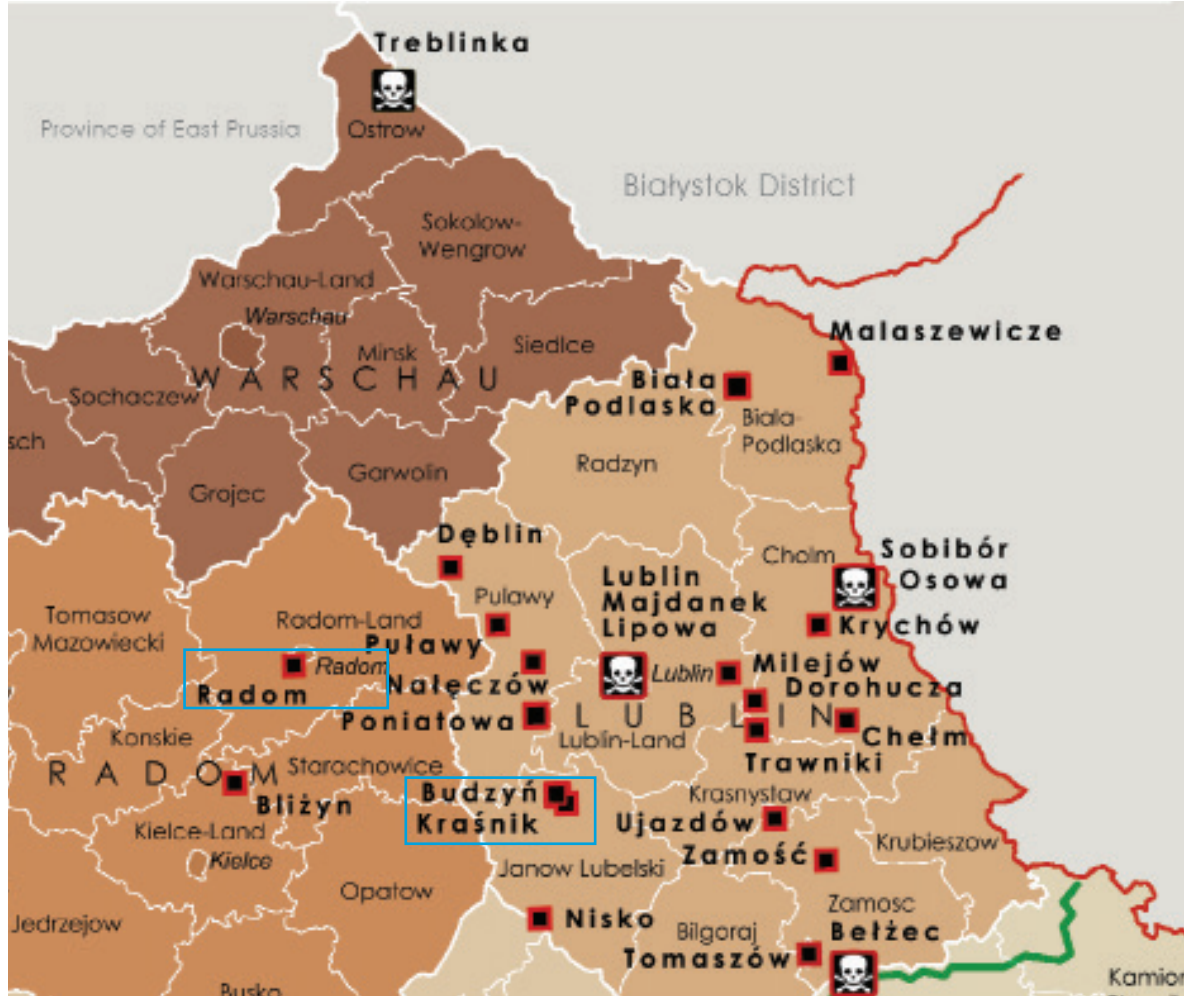 Treblinka
Province of East Prussia
Ostrow
Białystok District
Sokolow-
Wengrow
Warschau-Land
Warschau
Malaszewicze
Minsk
Siedlce
WARSCHAU
Sochaczew
Biała
Podlaska
Biala-
Podlaska
sch
Garwolin
Radzyn
Grojec
Dęblin
Cholm
Sobibór
Osowa
Lublin
Majdanek
Lipowa
Pulawy
Tomasow
Mazowiecki
Radom-Land
Krychów
Puławy
Radom
Radom
Nałęczów
Lublin
Milejów
Dorohucza
Poniatowa
LUBLIN
Chełm
Konskie
Lublin-Land
Trawniki
RADOM
Starachowice
Bliżyn
Budzyń
Kraśnik
Krasnystaw
Ujazdów
Kielce-Land
Kielce
Zamość
Krubieszow
Opatow
Janow Lubelski
Jedrzejow
Nisko
Bilgoraj
Zamosc
Bełżec
Tomaszów
Busko
Kamion